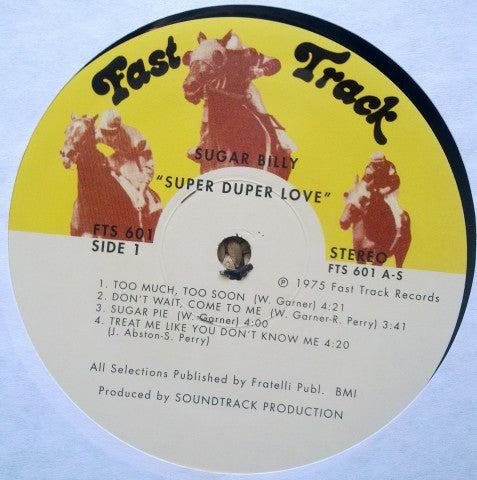 Fast Track
SUGAR BILLY
"SUPER DUPER LOVE"
FTS 601
SIDE 1
STEREO
FTS 601 A-S
℗ 1975 Fast Track Records
1. TOO MUCH, TOO SOON (W. Garner) 4:21
2. DON'T WAIT, COME TO ME (W. Garner-R. Perry) 3:41
3. SUGAR PIE (W. Garner) 4:00
4. TREAT ME LIKE YOU DON'T KNOW ME 4:20
(J. Abston-S. Perry)
All Selections Published by Fratelli Publ. BMI
Produced by SOUNDTRACK PRODUCTION